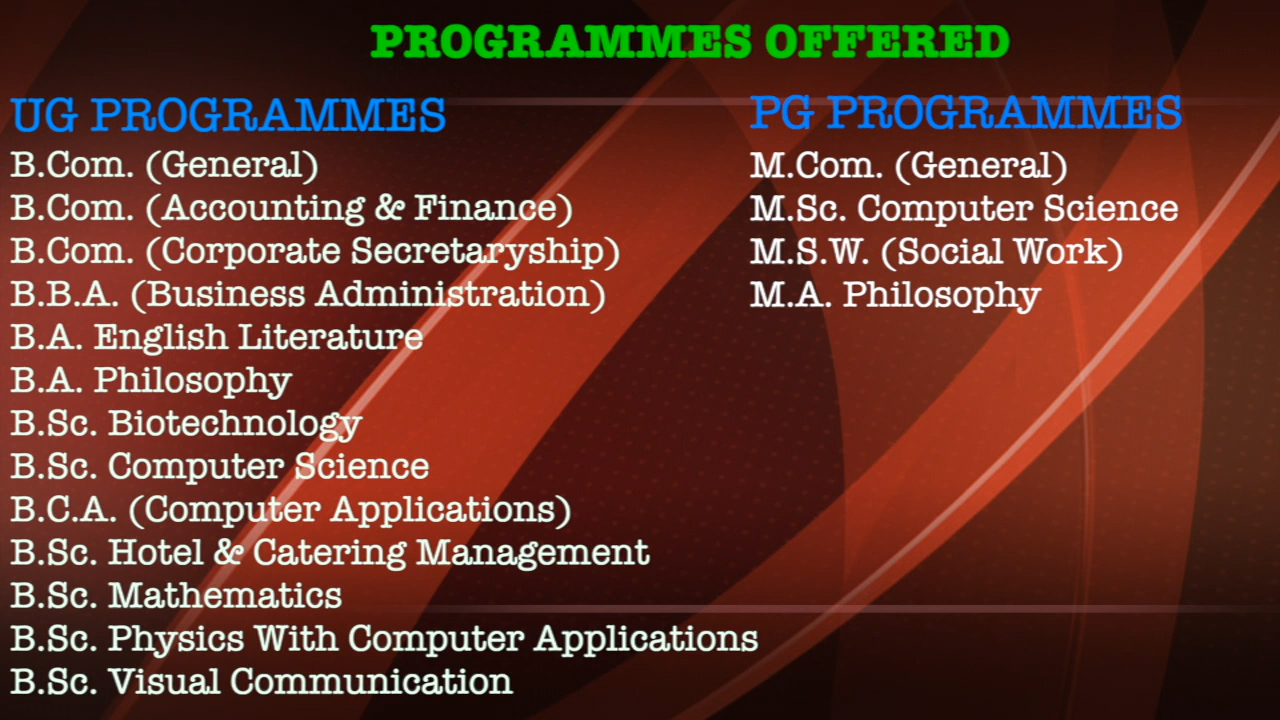 PROGRAMMES OFFERED
UG PROGRAMMES
B.Com. (General)
B.Com. (Accounting & Finance)
B.Com. (Corporate Secretaryship)
B.B.A. (Business Administration)
B.A. English Literature
B.A. Philosophy
B.Sc. Biotechnology
B.Sc. Computer Science
B.C.A. (Computer Applications)
B.Sc. Hotel & Catering Management
B.Sc. Mathematics
B.Sc. Physics With Computer Applications
B.Sc. Visual Communication
PG PROGRAMMES
M.Com. (General)
M.Sc. Computer Science
M.S.W. (Social Work)
M.A. Philosophy